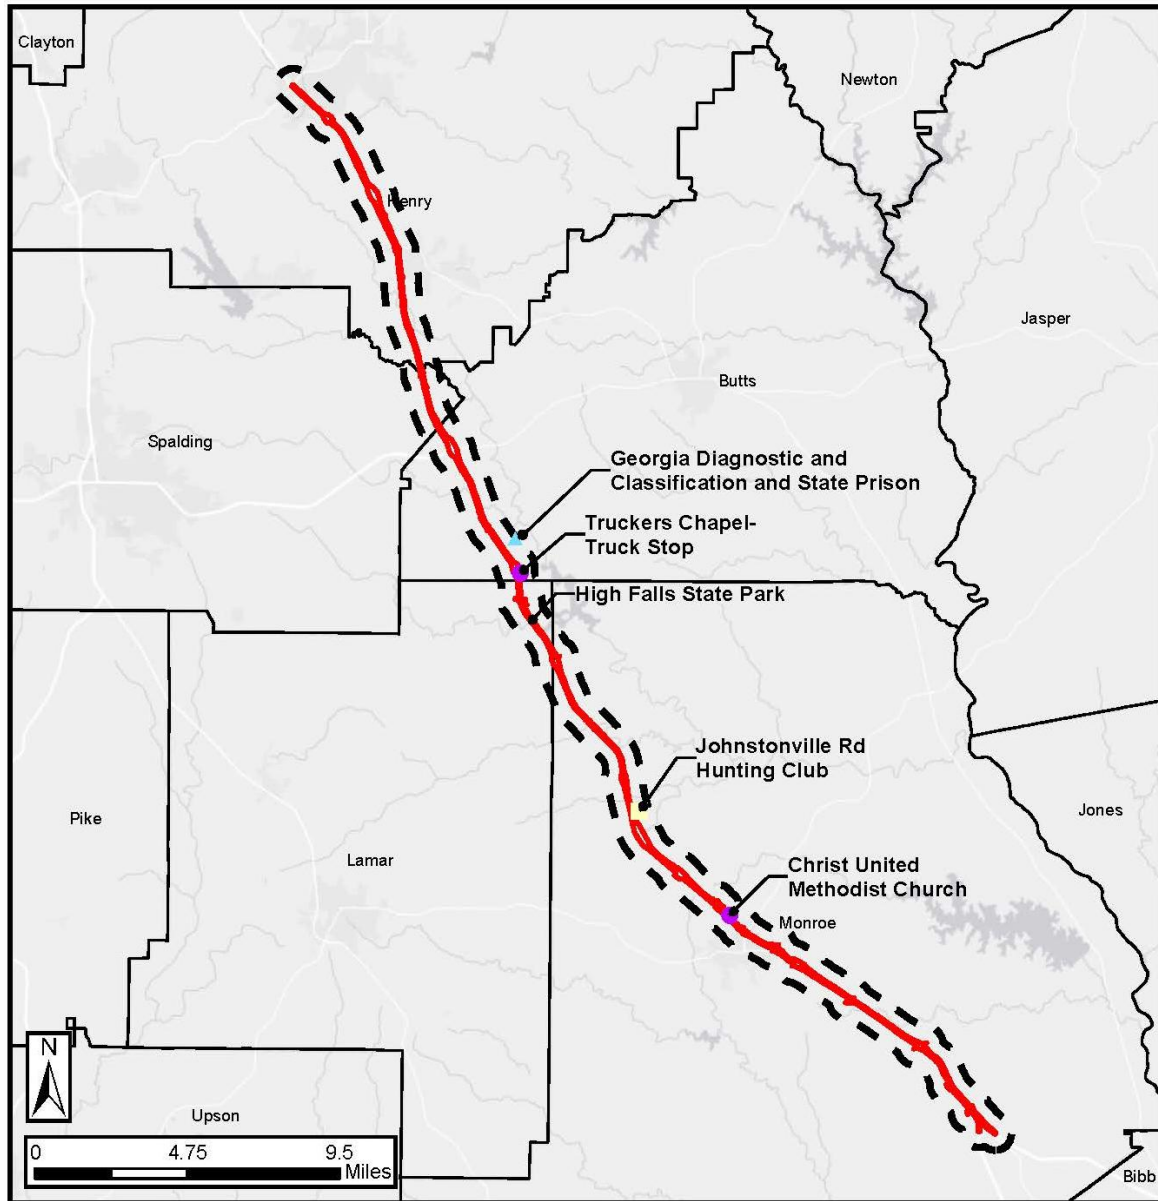 Clayton
Newton
Henry
Jasper
Butts
Spalding
Georgia Diagnostic and
Classification and State Prison
Truckers Chapel-
Truck Stop
High Falls State Park
Johnstonville Rd
Hunting Club
Pike
Jones
Lamar
Christ United
Methodist Church
Monroe
N
Upson
0 4.75 9.5
Miles
Bibb